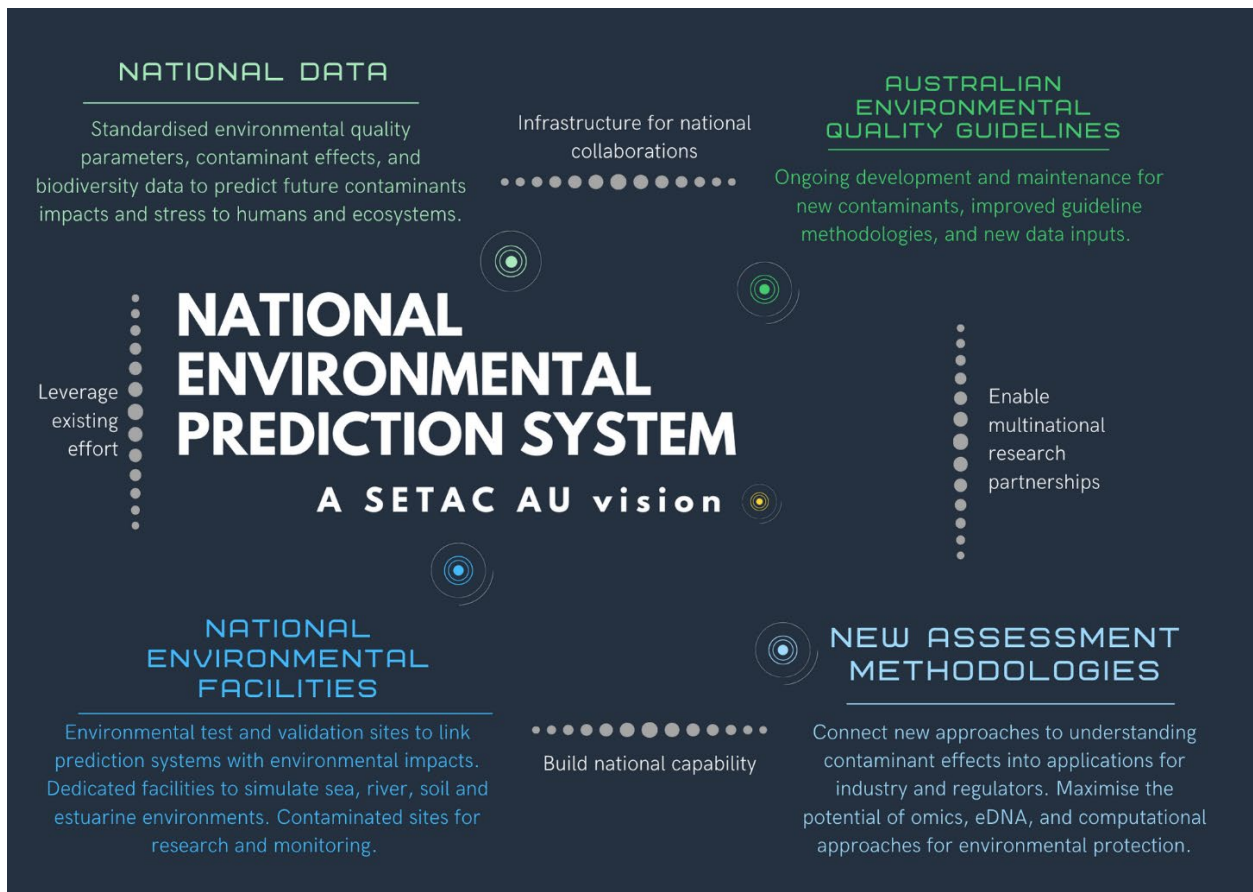 NATIONAL DATA
Standardised environmental quality
parameters, contaminant effects, and
biodiversity data to predict future contaminants
impacts and stress to humans and ecosystems.
Infrastructure for national
collaborations
AUSTRALIAN
ENVIRONMENTAL
QUALITY GUIDELINES
Ongoing development and maintenance for
new contaminants, improved guideline
methodologies, and new data inputs.
Leverage
existing
effort
NATIONAL
ENVIRONMENTAL
PREDICTION SYSTEM
A SETAC AU vision
Enable
multinational
research
partnerships
NATIONAL
ENVIRONMENTAL
FACILITIES
Environmental test and validation sites to link
prediction systems with environmental impacts.
Dedicated facilities to simulate sea, river, soil and
estuarine environments. Contaminated sites for
research and monitoring.
Build national capability
NEW ASSESSMENT
METHODOLOGIES
Connect new approaches to understanding
contaminant effects into applications for
industry and regulators. Maximise the
potential of omics, eDNA, and computational
approaches for environmental protection.